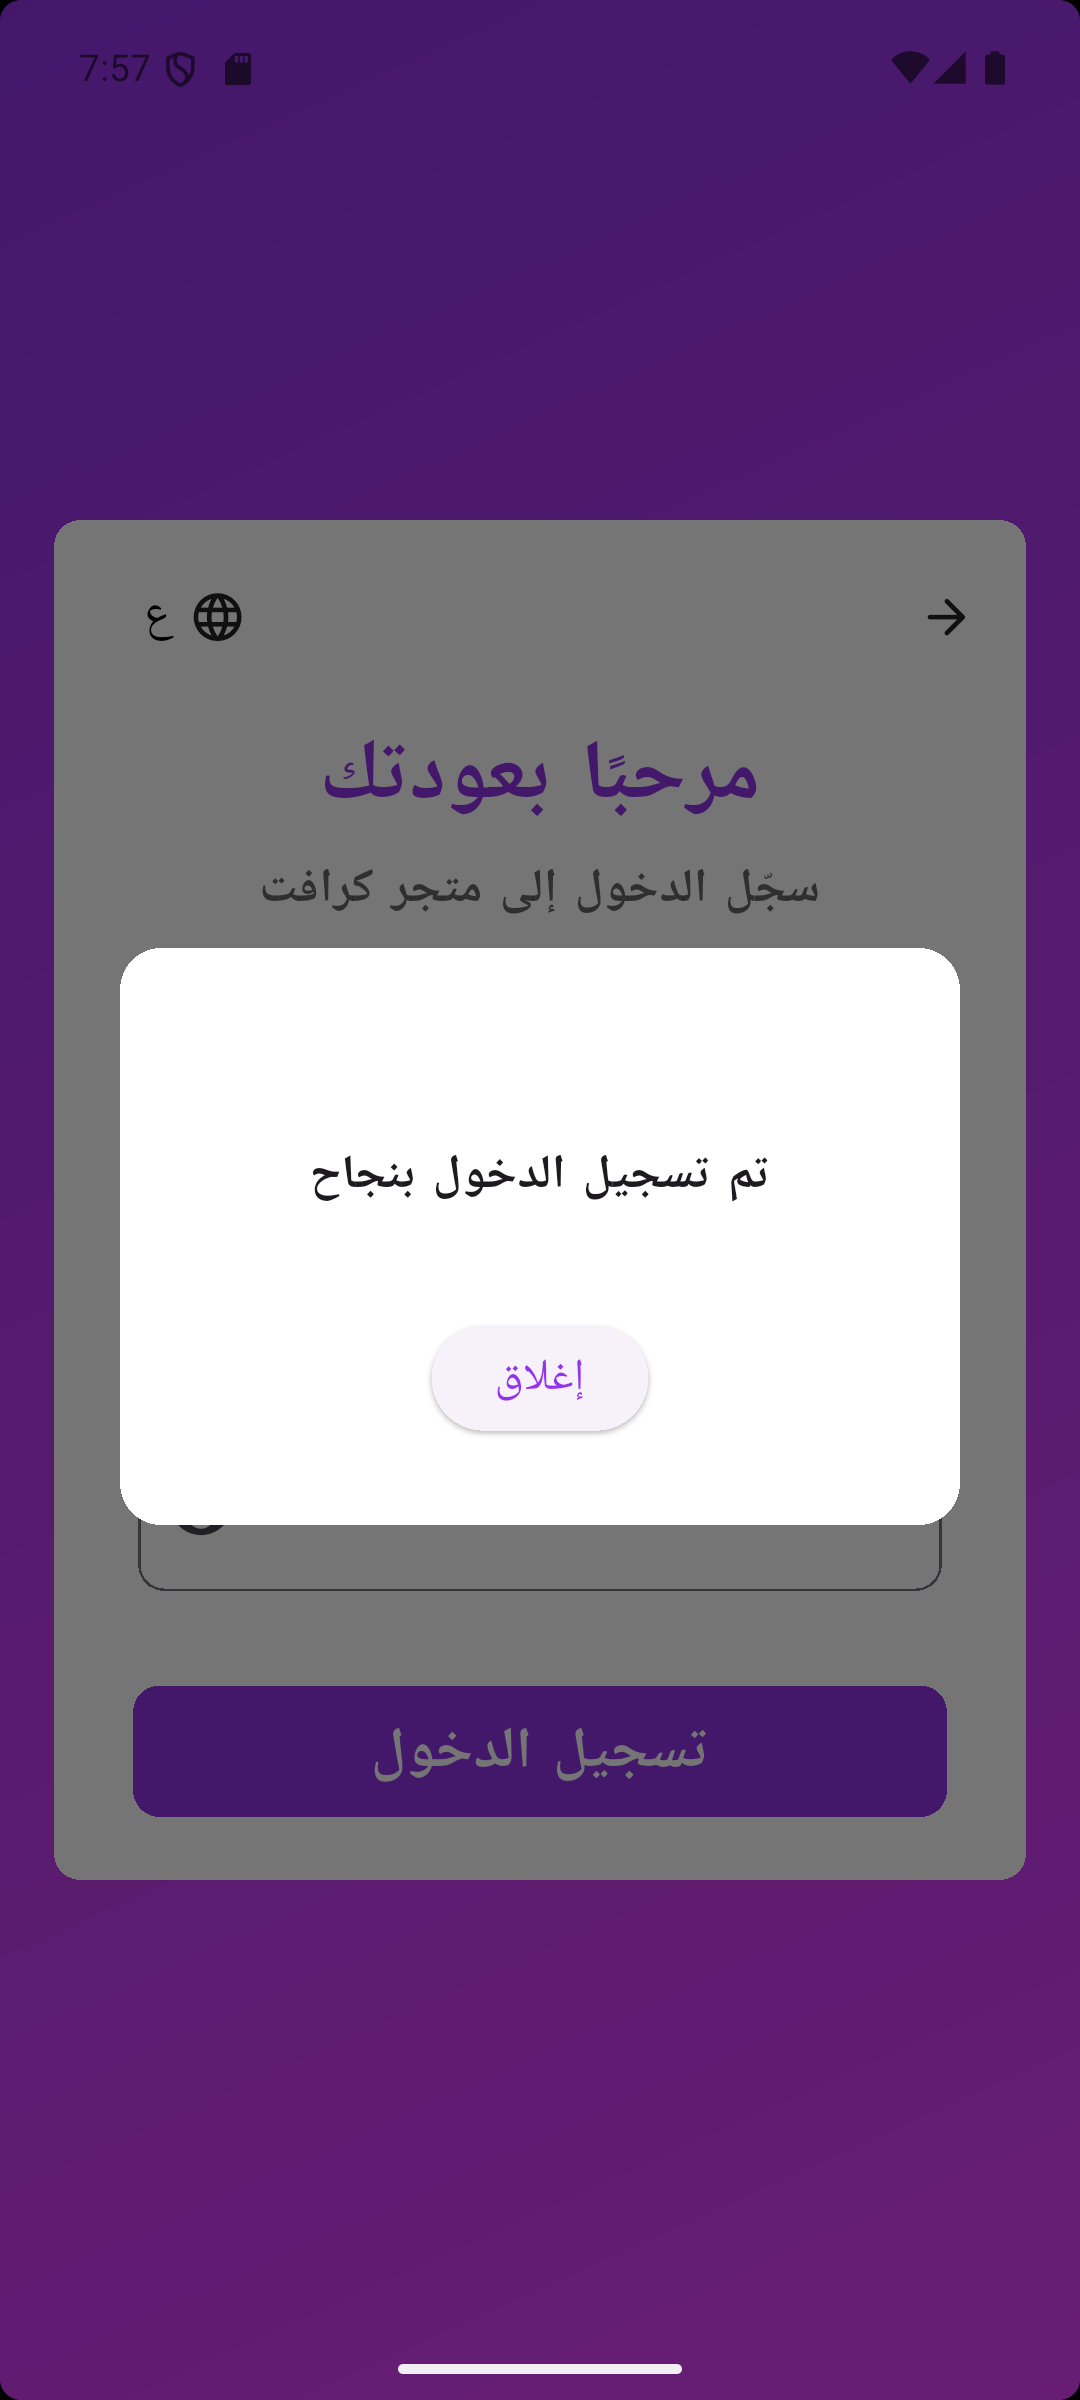 7:57
ع
مرحبًا بعودتك
سجّل الدخول إلى متجر كرافت
تم تسجيل الدخول بنجاح
إغلاق
تسجيل الدخول